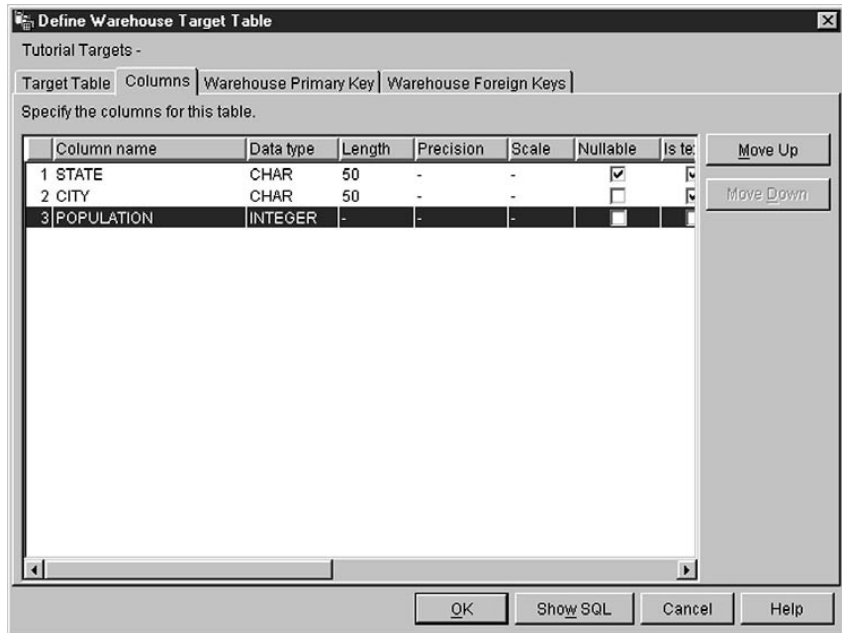 Define Warehouse Target Table
Tutorial Targets -
Target Table Columns Warehouse Primary Key Warehouse Foreign Keys
Specify the columns for this table.
Column name Data type Length Precision Scale Nullable Is te
1 STATE CHAR 50 - -
2 CITY CHAR 50 - -
3 POPULATION INTEGER - - -
Move Up
Move Down
OK Show SQL Cancel Help